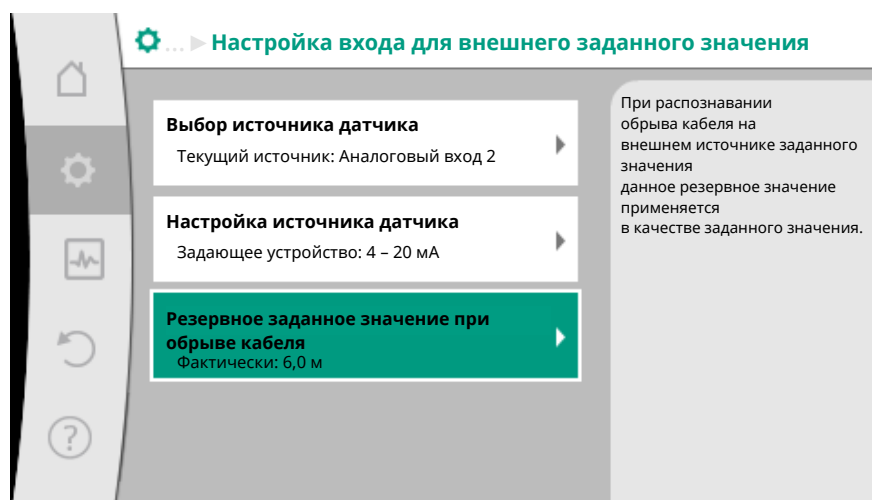 ... Настройка входа для внешнего заданного значения
Выбор источника датчика
Текущий источник: Аналоговый вход 2
Настройка источника датчика
Задающее устройство: 4 – 20 мА
Резервное заданное значение при
обрыве кабеля
Фактически: 6,0 м
?
При распознавании
обрыва кабеля на
внешнем источнике заданного
значения
данное резервное значение
применяется
в качестве заданного значения.